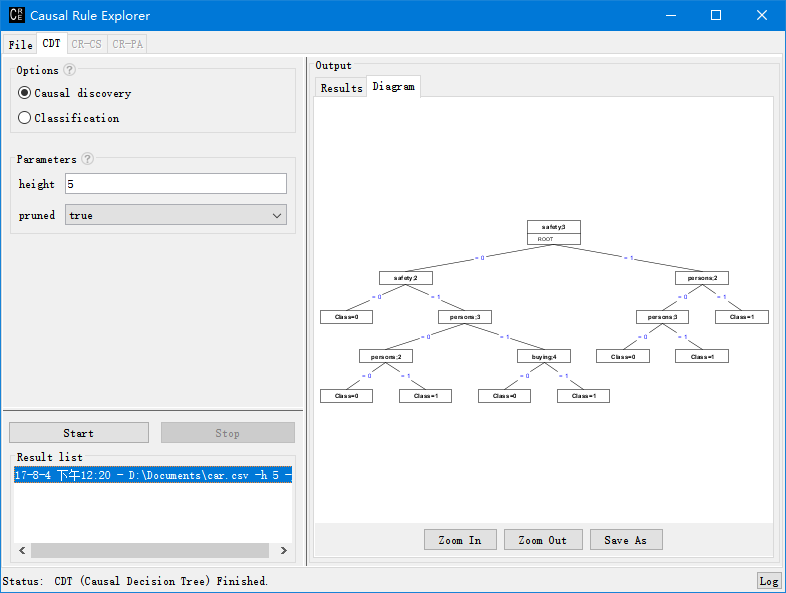 CRE Causal Rule Explorer
File CDT CR-CS CR-PA
Options ?
Causal discovery
Classification
Parameters ?
height 5
pruned true
Start Stop
Result list
17-8-4 下午12:20 - D:\Documents\car.csv -h 5 -
Output
Results Diagram
safety;3
ROOT
= 0 = 1
safety;2 persons;2
= 0 = 1 = 0 = 1
Class=0 persons;3 persons;3 Class=1
= 0 = 1 = 0 = 1
persons;2 buying;4 Class=0 Class=1
= 0 = 1 = 0 = 1
Class=0 Class=1 Class=0 Class=1
Zoom In Zoom Out Save As
Status: CDT (Causal Decision Tree) Finished. Log